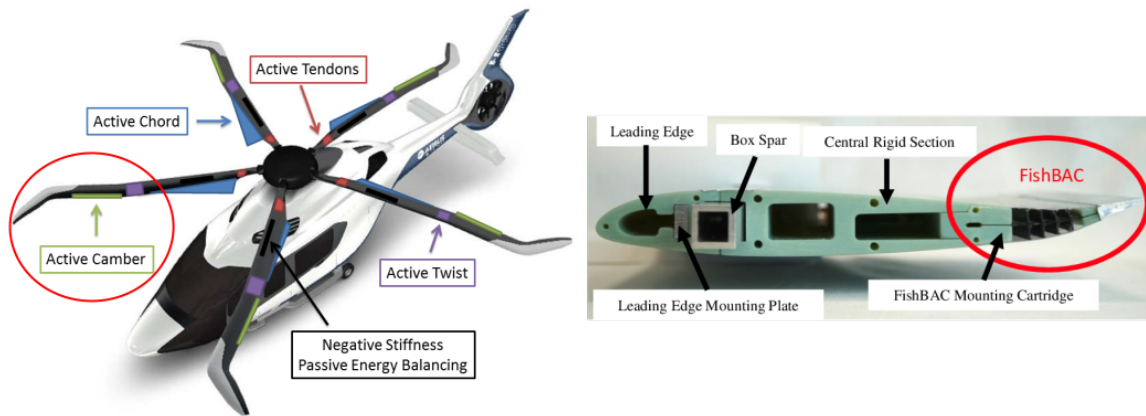 Active Tendons
Active Chord
Active Camber
Active Twist
Negative Stiffness
Passive Energy Balancing
Leading Edge
Box Spar
Central Rigid Section
FishBAC
Leading Edge Mounting Plate
FishBAC Mounting Cartridge